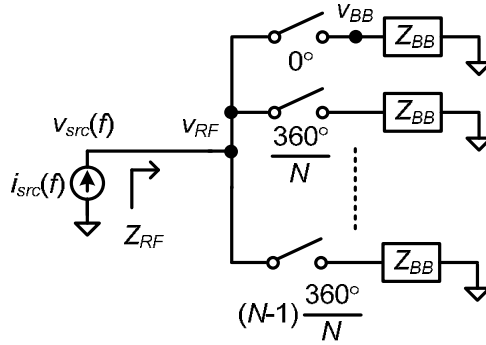 v_BB
Z_BB
0°
v_src(f)
v_RF
Z_BB
360°
N
i_src(f)
Z_RF
Z_BB
(N-1) 360°
N